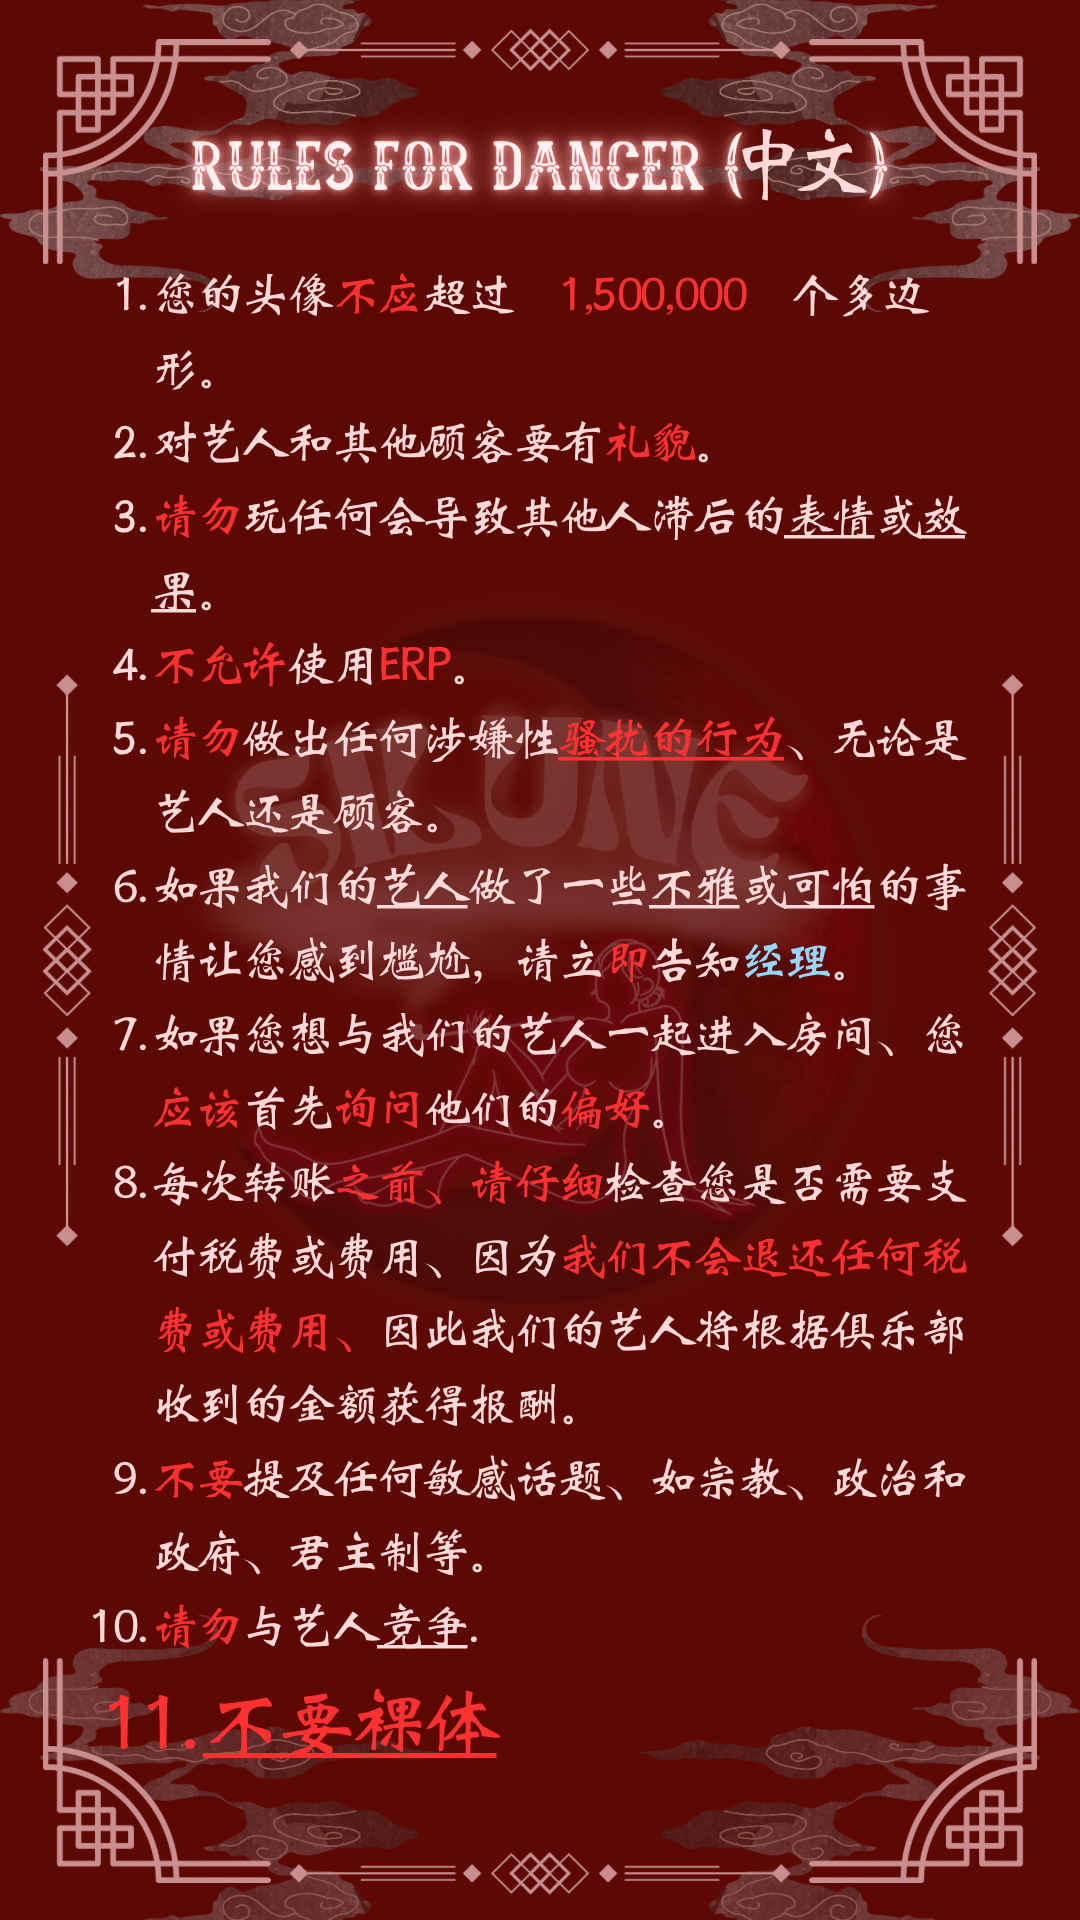 RULES FOR DANCER (中文)
1. 您的头像不应超过 1,500,000 个多边
形。
2. 对艺人和其他顾客要有礼貌。
3. 请勿玩任何会导致其他人滞后的表情或效
果。
4. 不允许使用ERP。
5. 请勿做出任何涉嫌性骚扰的行为、无论是
艺人还是顾客。
6. 如果我们的艺人做了一些不雅或可怕的事
情让您感到尴尬，请立即告知经理。
7. 如果您想与我们的艺人一起进入房间、您
应该首先询问他们的偏好。
8. 每次转账之前、请仔细检查您是否需要支
付税费或费用、因为我们不会退还任何税
费或费用、因此我们的艺人将根据俱乐部
收到的金额获得报酬。
9. 不要提及任何敏感话题、如宗教、政治和
政府、君主制等。
10. 请勿与艺人竞争.
11. 不要裸体